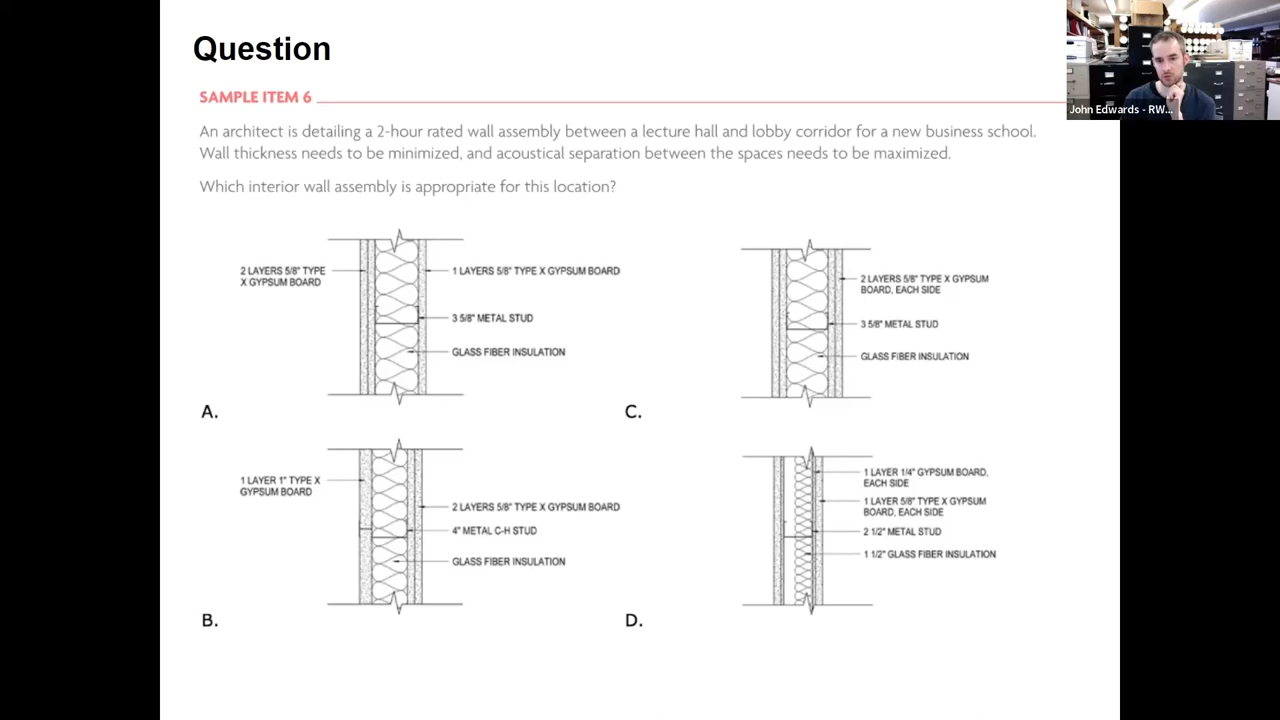 Question
John Edwards - RW...
SAMPLE ITEM 6
An architect is detailing a 2-hour rated wall assembly between a lecture hall and lobby corridor for a new business school.
Wall thickness needs to be minimized, and acoustical separation between the spaces needs to be maximized.
Which interior wall assembly is appropriate for this location?
2 LAYERS 5/8" TYPE
X GYPSUM BOARD
1 LAYERS 5/8" TYPE X GYPSUM BOARD
3 5/8" METAL STUD
GLASS FIBER INSULATION
A.
2 LAYERS 5/8" TYPE X GYPSUM
BOARD, EACH SIDE
3 5/8" METAL STUD
GLASS FIBER INSULATION
C.
1 LAYER 1" TYPE X
GYPSUM BOARD
2 LAYERS 5/8" TYPE X GYPSUM BOARD
4" METAL C-H STUD
GLASS FIBER INSULATION
B.
1 LAYER 1/4" GYPSUM BOARD,
EACH SIDE
1 LAYER 5/8" TYPE X GYPSUM
BOARD, EACH SIDE
2 1/2" METAL STUD
1 1/2" GLASS FIBER INSULATION
D.